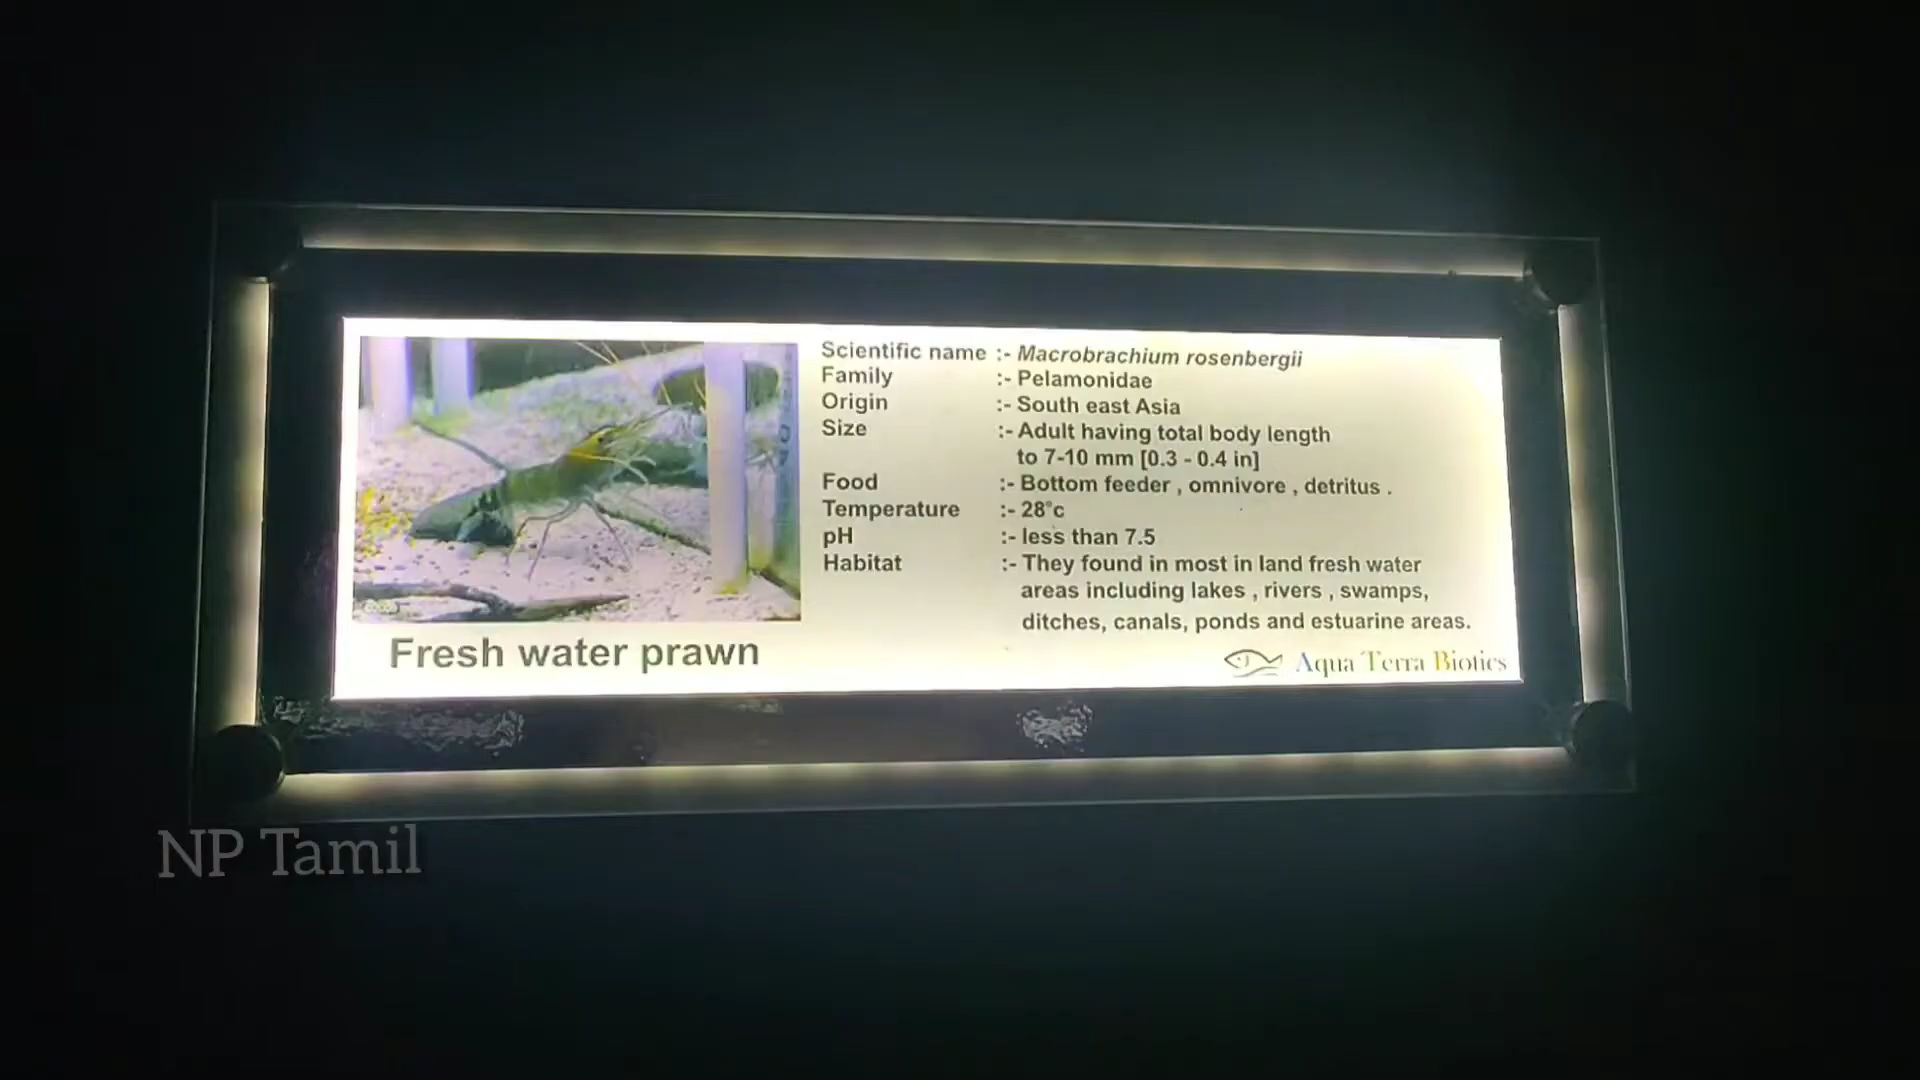 Scientific name :- Macrobrachium rosenbergii
Family :- Pelamonidae
Origin :- South east Asia
Size :- Adult having total body length
to 7-10 mm [0.3 - 0.4 in]
Food :- Bottom feeder , omnivore , detritus .
Temperature :- 28°c
pH :- less than 7.5
Habitat :- They found in most in land fresh water
areas including lakes , rivers , swamps,
ditches, canals, ponds and estuarine areas.
Fresh water prawn
Aqua Terra Biotics
NP Tamil